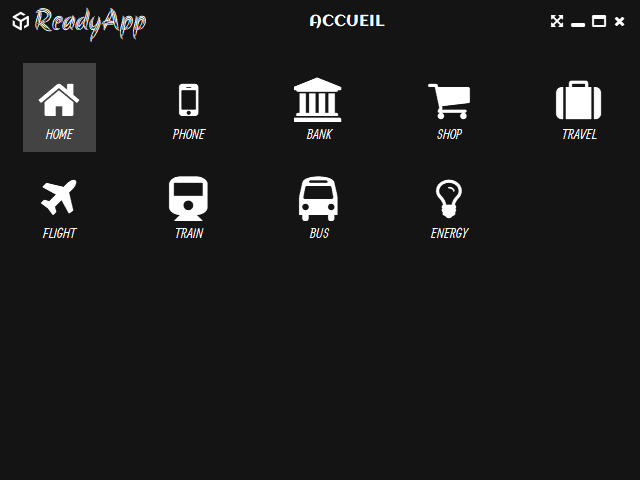 ReadyApp
ACCUEIL
HOME PHONE BANK SHOP TRAVEL
FLIGHT TRAIN BUS ENERGY